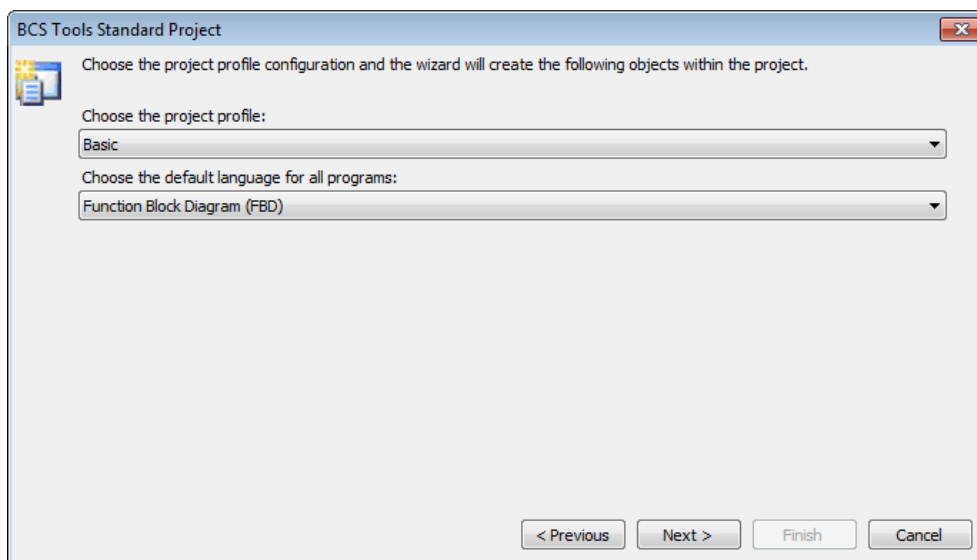 BCS Tools Standard Project
Choose the project profile configuration and the wizard will create the following objects within the project.
Choose the project profile:
Basic
Choose the default language for all programs:
Function Block Diagram (FBD)
< Previous
Next >
Finish
Cancel